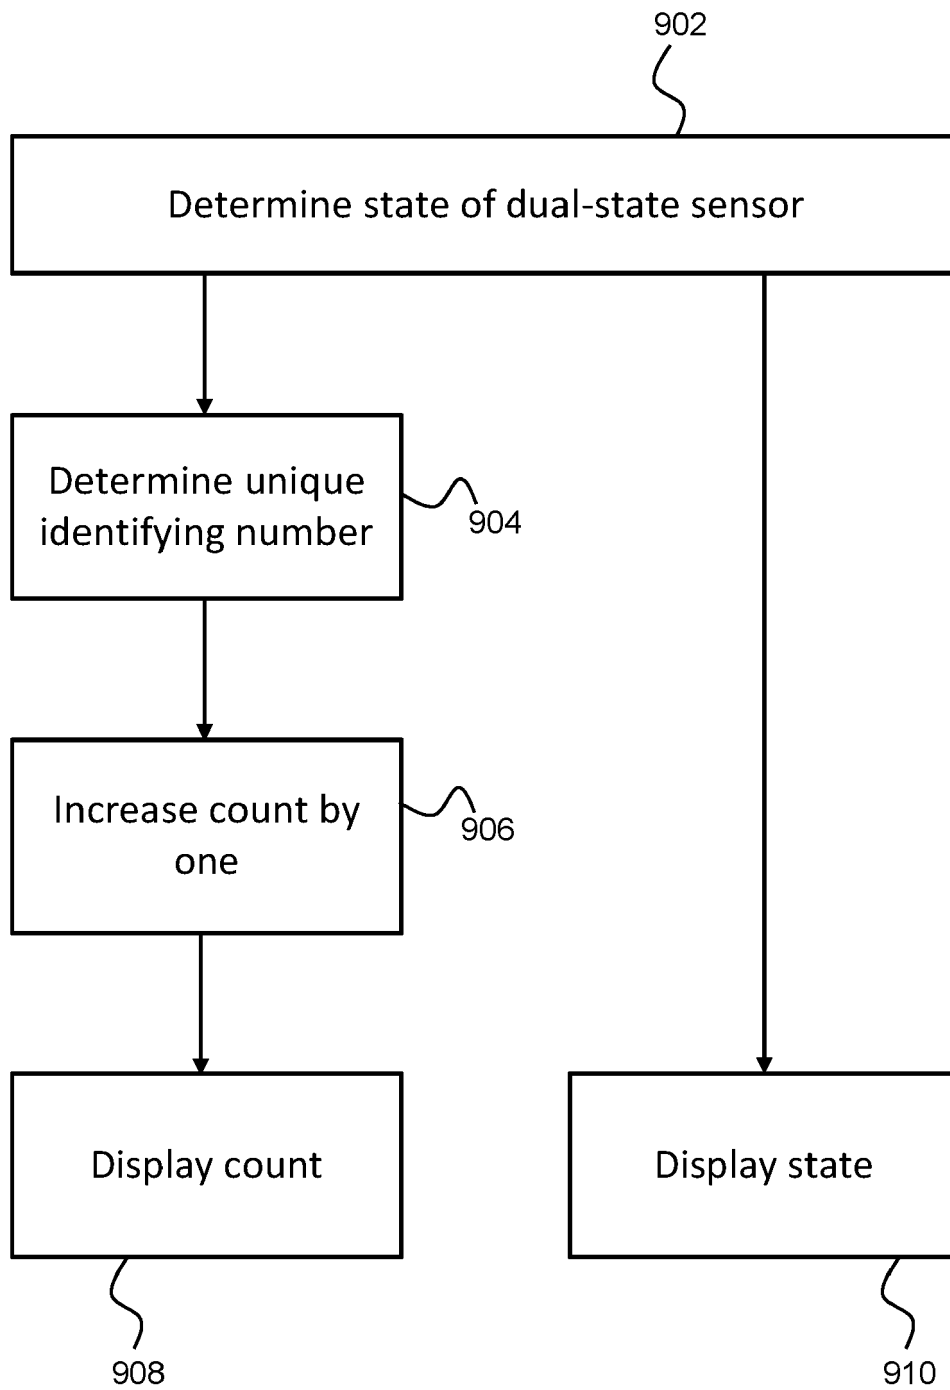 902
Determine state of dual-state sensor
Determine unique
identifying number
904
Increase count by
one
906
Display count
Display state
908
910